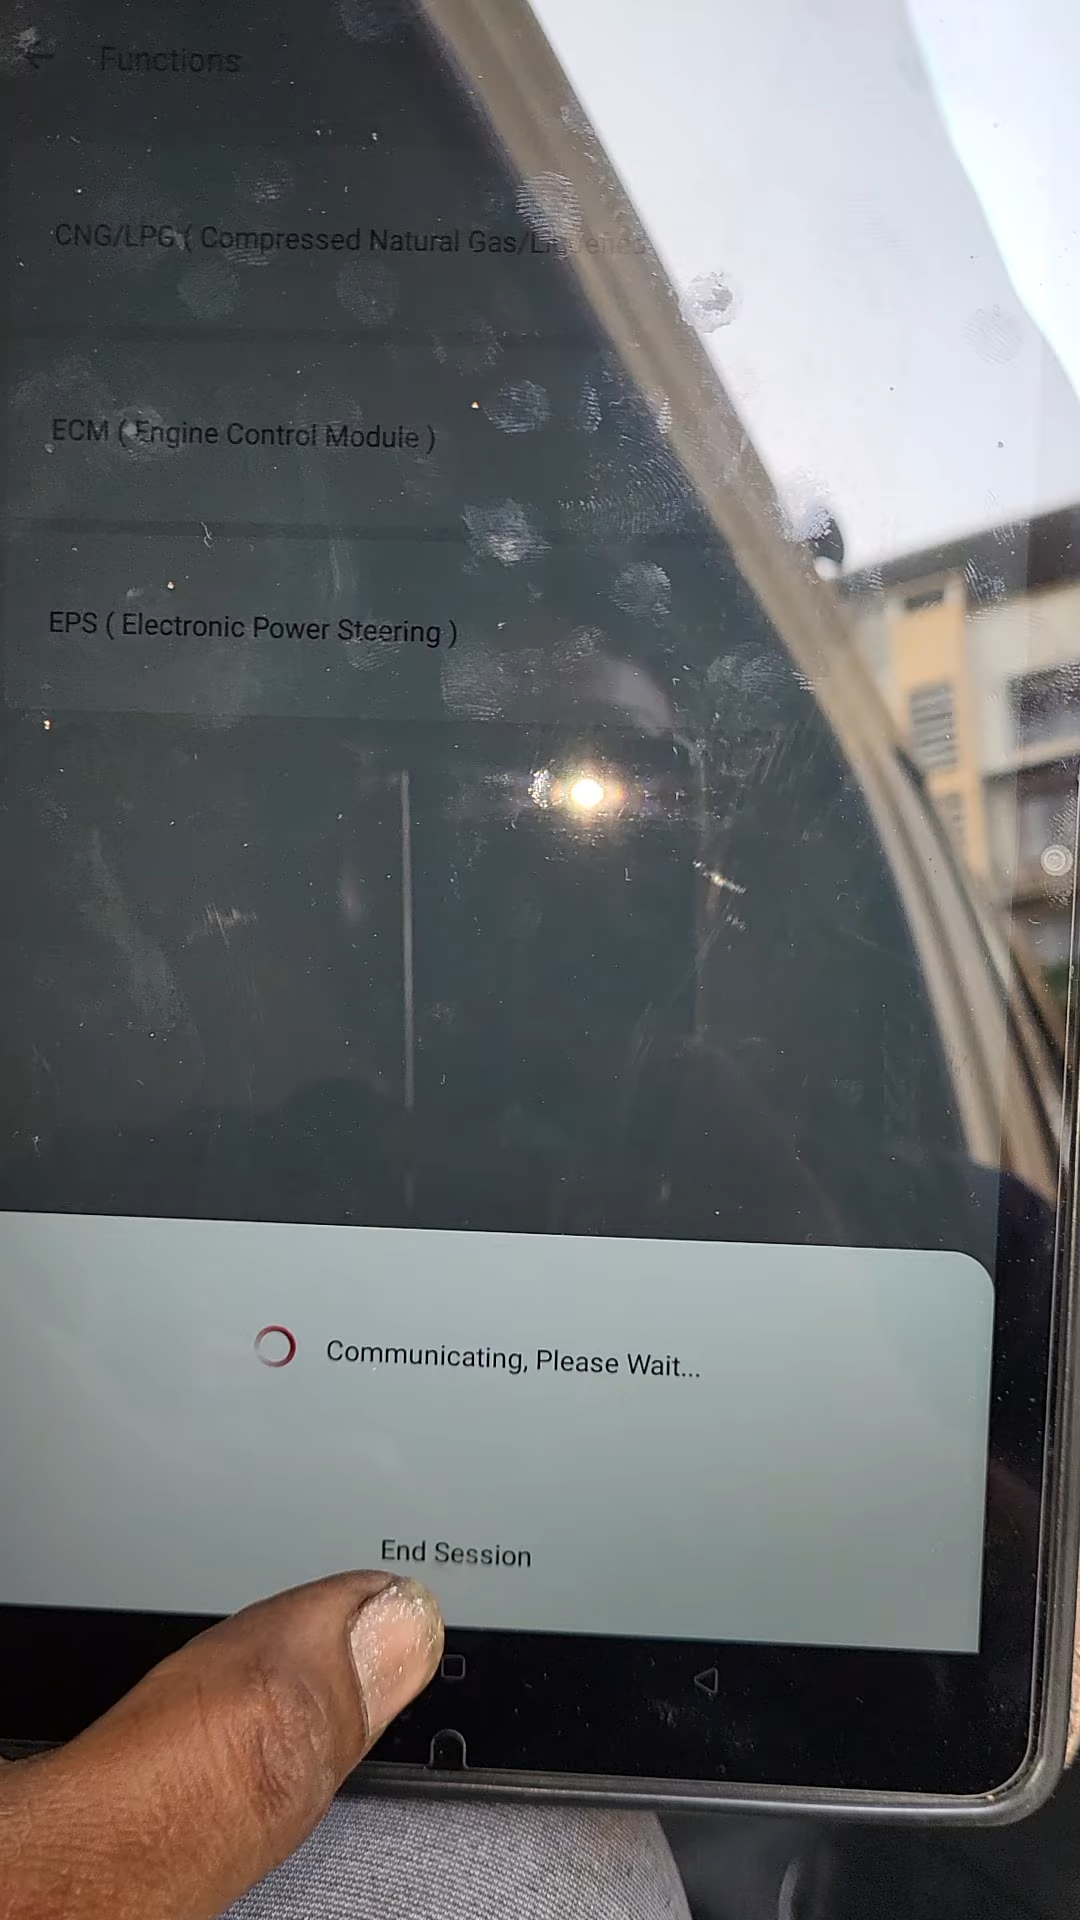 Functions
CNG/LPG ( Compressed Natural Gas/
ECM ( Engine Control Module )
EPS ( Electronic Power Steering )
Communicating, Please Wait...
End Session